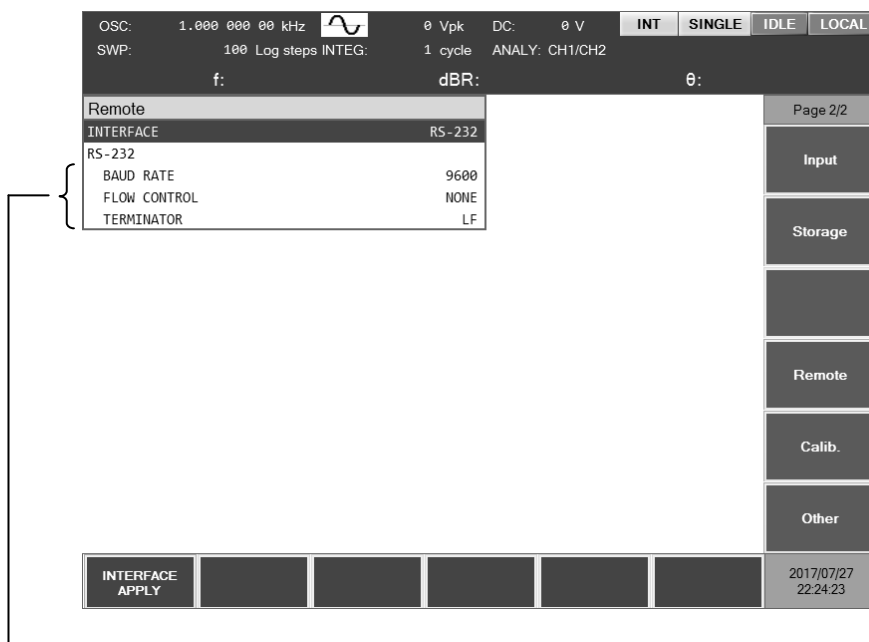 OSC: 1.000 000 00 kHz 0 Vpk DC: 0 V INT SINGLE IDLE LOCAL
SWP: 100 Log steps INTEG: 1 cycle ANALY: CH1/CH2
f: dBR: θ:
Remote
INTERFACE RS-232
RS-232
BAUD RATE 9600
FLOW CONTROL NONE
TERMINATOR LF
Page 2/2
Input
Storage
Remote
Calib.
Other
INTERFACE
APPLY
2017/07/27
22:24:23